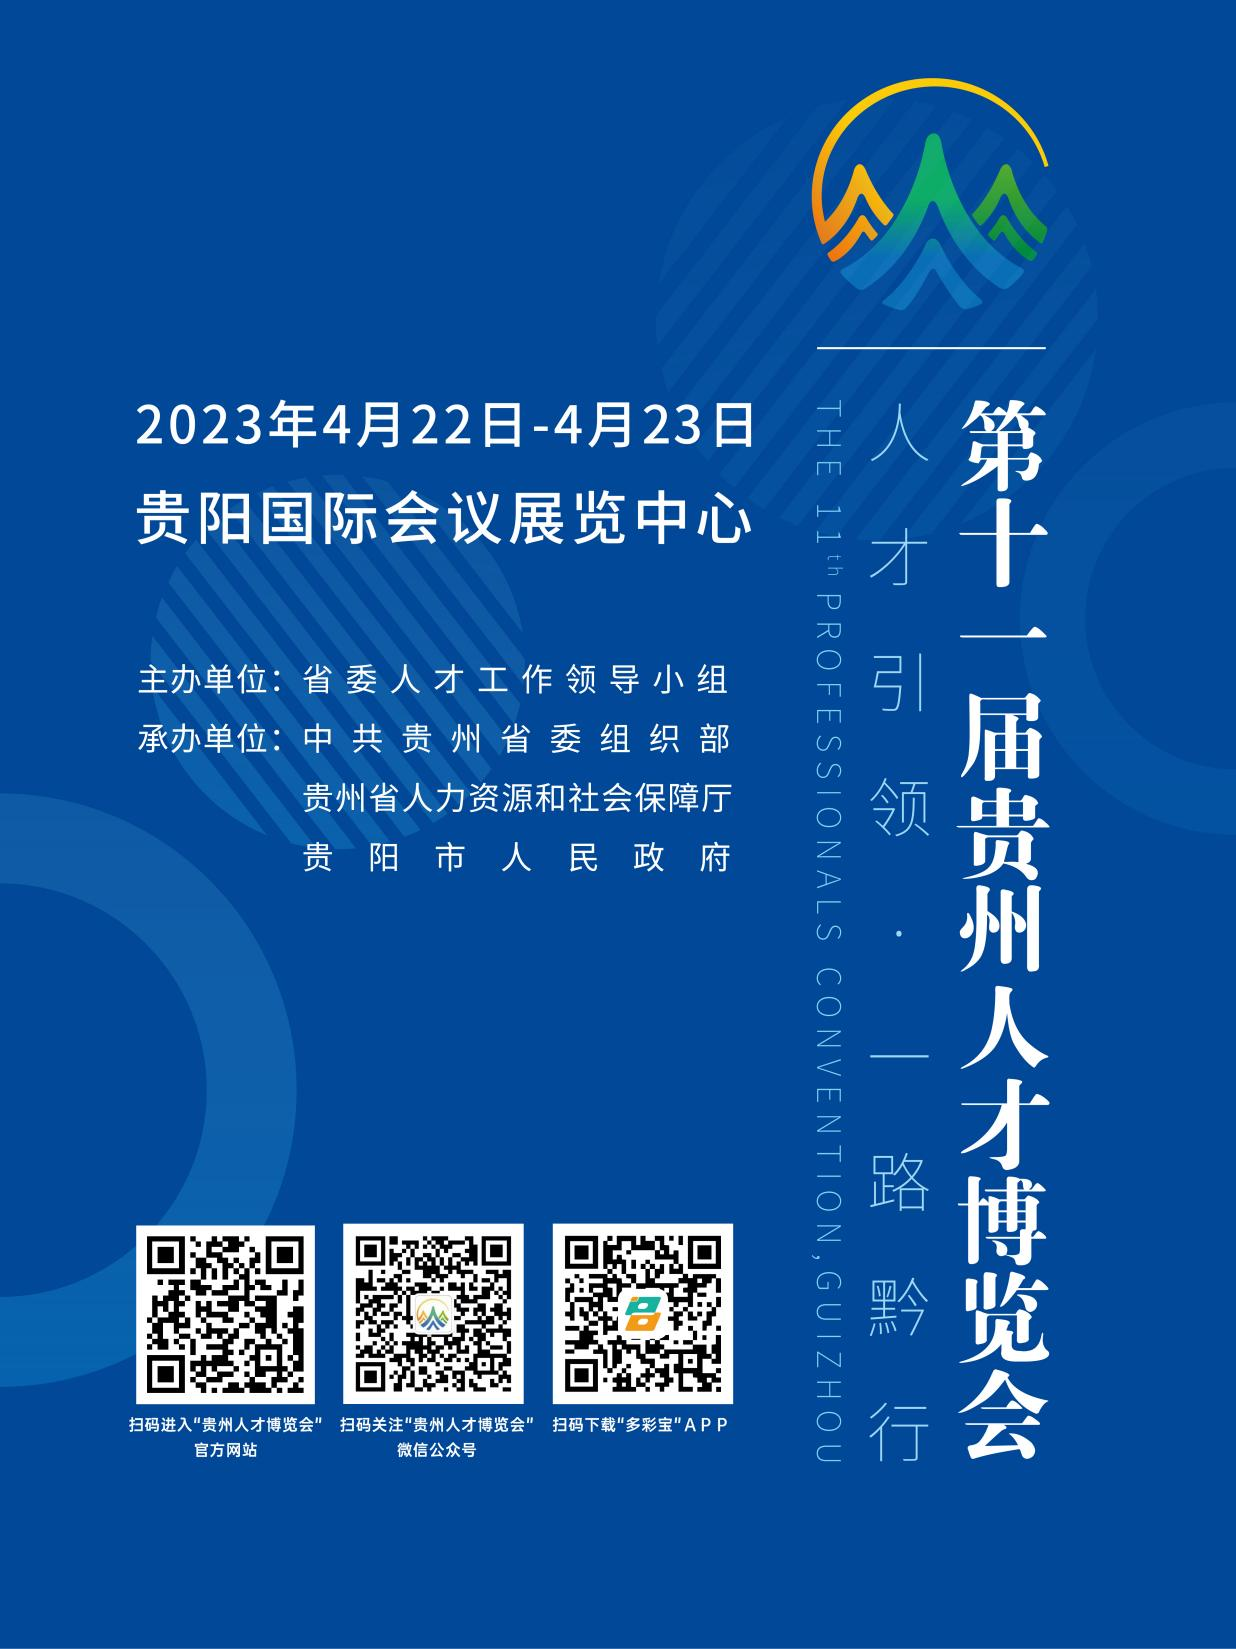 第十一届贵州人才博览会
人才引领·一路黔行
THE 11th PROFESSIONALS CONVENTION,GUIZHOU
2023年4月22日-4月23日
贵阳国际会议展览中心
主办单位：省委人才工作领导小组
承办单位：中共贵州省委组织部
贵州省人力资源和社会保障厅
贵阳市人民政府
扫码进入"贵州人才博览会"
官方网站
扫码关注"贵州人才博览会"
微信公众号
扫码下载"多彩宝"APP